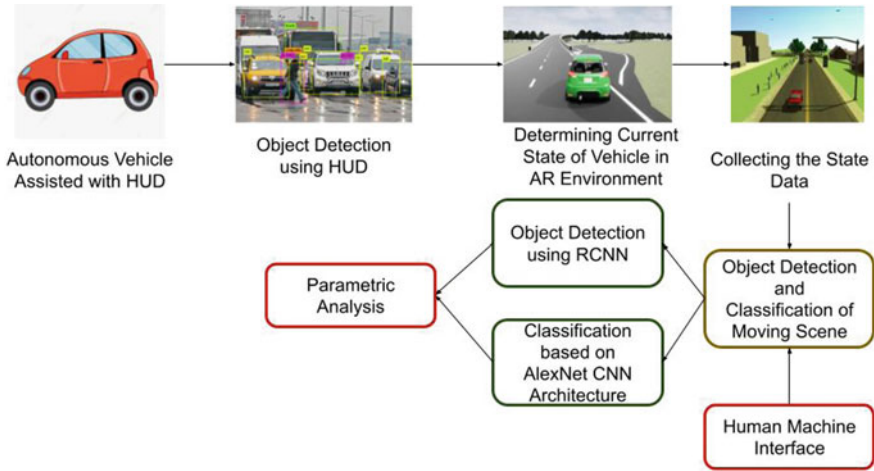 Autonomous Vehicle
Assisted with HUD
Object Detection
using HUD
Determining Current
State of Vehicle in
AR Environment
Collecting the State
Data
Object Detection
using RCNN
Parametric
Analysis
Object Detection
and
Classification of
Moving Scene
Classification
based on
AlexNet CNN
Architecture
Human Machine
Interface